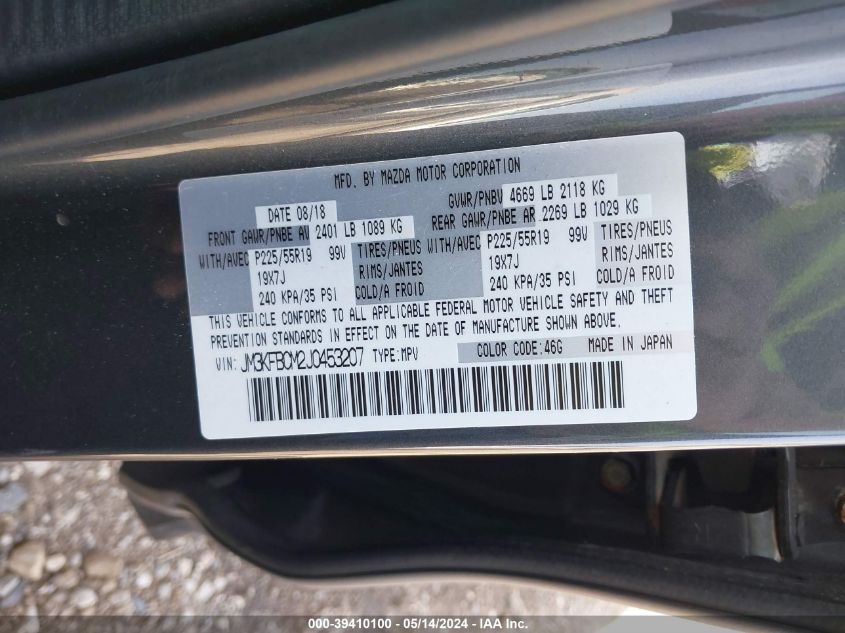 MFD. BY MAZDA MOTOR CORPORATION
DATE 08/18 GVWR/PNBV 4669 LB 2118 KG
FRONT GAWR/PNBE AV 2401 LB 1089 KG REAR GAWR/PNBE AR 2269 LB 1029 KG
WITH/AVEC P225/55R19 99V TIRES/PNEUS WITH/AVEC P225/55R19 99V TIRES/PNEUS
19X7J RIMS/JANTES 19X7J RIMS/JANTES
240 KPA/35 PSI COLD/A FROID 240 KPA/35 PSI COLD/A FROID
THIS VEHICLE CONFORMS TO ALL APPLICABLE FEDERAL MOTOR VEHICLE SAFETY AND THEFT
PREVENTION STANDARDS IN EFFECT ON THE DATE OF MANUFACTURE SHOWN ABOVE.
VIN: JM3KFBCM2J0453207 TYPE:MPV COLOR CODE:46G MADE IN JAPAN
000-39410100 - 05/14/2024 - IAA Inc.